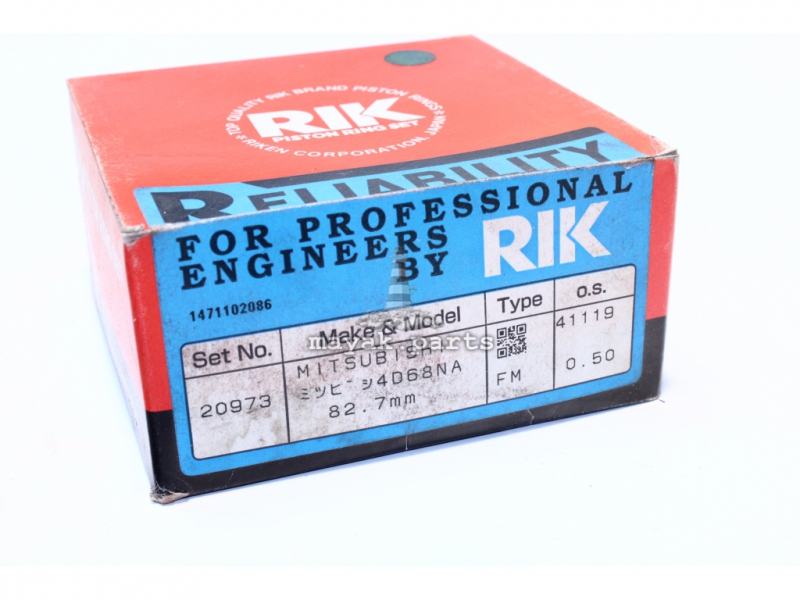 TOP QUALITY RIK BRAND PISTON RINGS
RIK
PISTON RING SET
RIKEN CORPORATION, JAPAN
RELIABILITY
FOR PROFESSIONAL
ENGINEERS
BY
RIK
1471102086
Set No.
Make & Model
Type
o.s.
20973
MITSUBISHI
ミツビーシ4D68NA
82.7mm
FM
41119
0.50
mayak parts